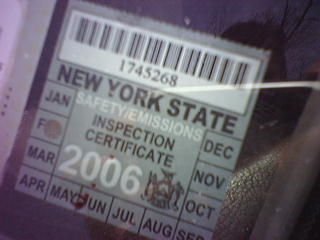 1745268
NEW YORK STATE
SAFETY/EMISSIONS
INSPECTION
CERTIFICATE
2006
JAN
F
MAR
APR
MAY
JUN
JUL
AUG
SEP
OCT
NOV
DEC